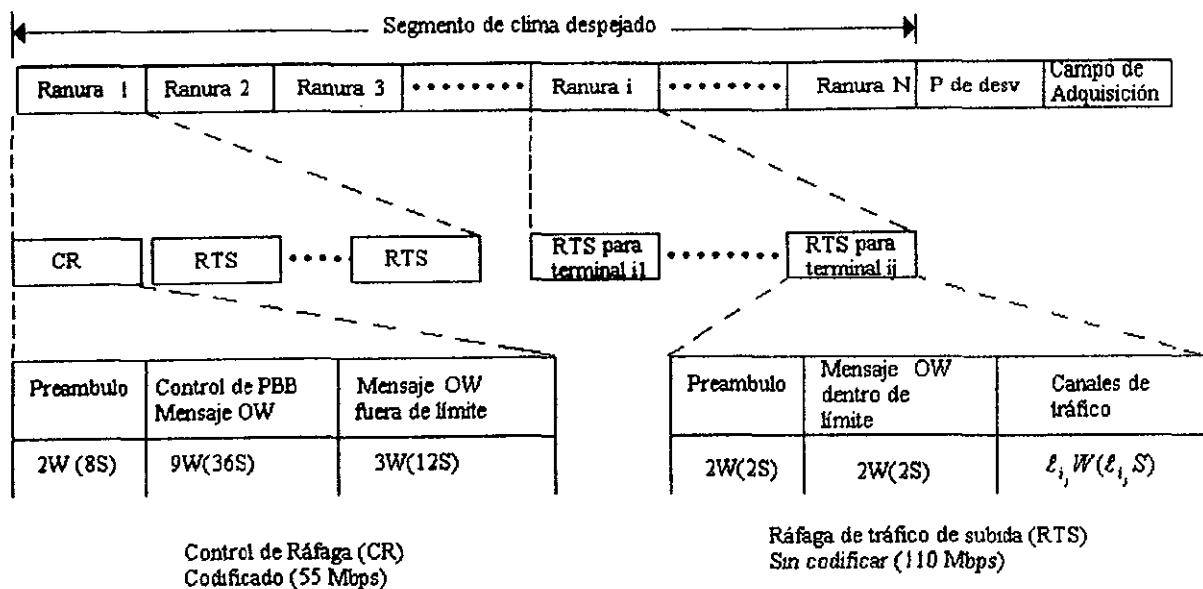 Segmento de clima despejado
Ranura 1 Ranura 2 Ranura 3 Ranura i Ranura N P de desv Campo de
Adquisición
CR RTS RTS RTS para
terminal i1 RTS para
terminal ij
Preambulo Control de PBB
Mensaje OW Mensaje OW
fuera de límite
2W (8S) 9W(36S) 3W(12S)
Preambulo Mensaje OW
dentro de
límite Canales de
tráfico
2W(2S) 2W(2S) ℓi, W(ℓi, S)
Control de Ráfaga (CR)
Codificado (55 Mbps)
Ráfaga de tráfico de subida (RTS)
Sin codificar (110 Mbps)